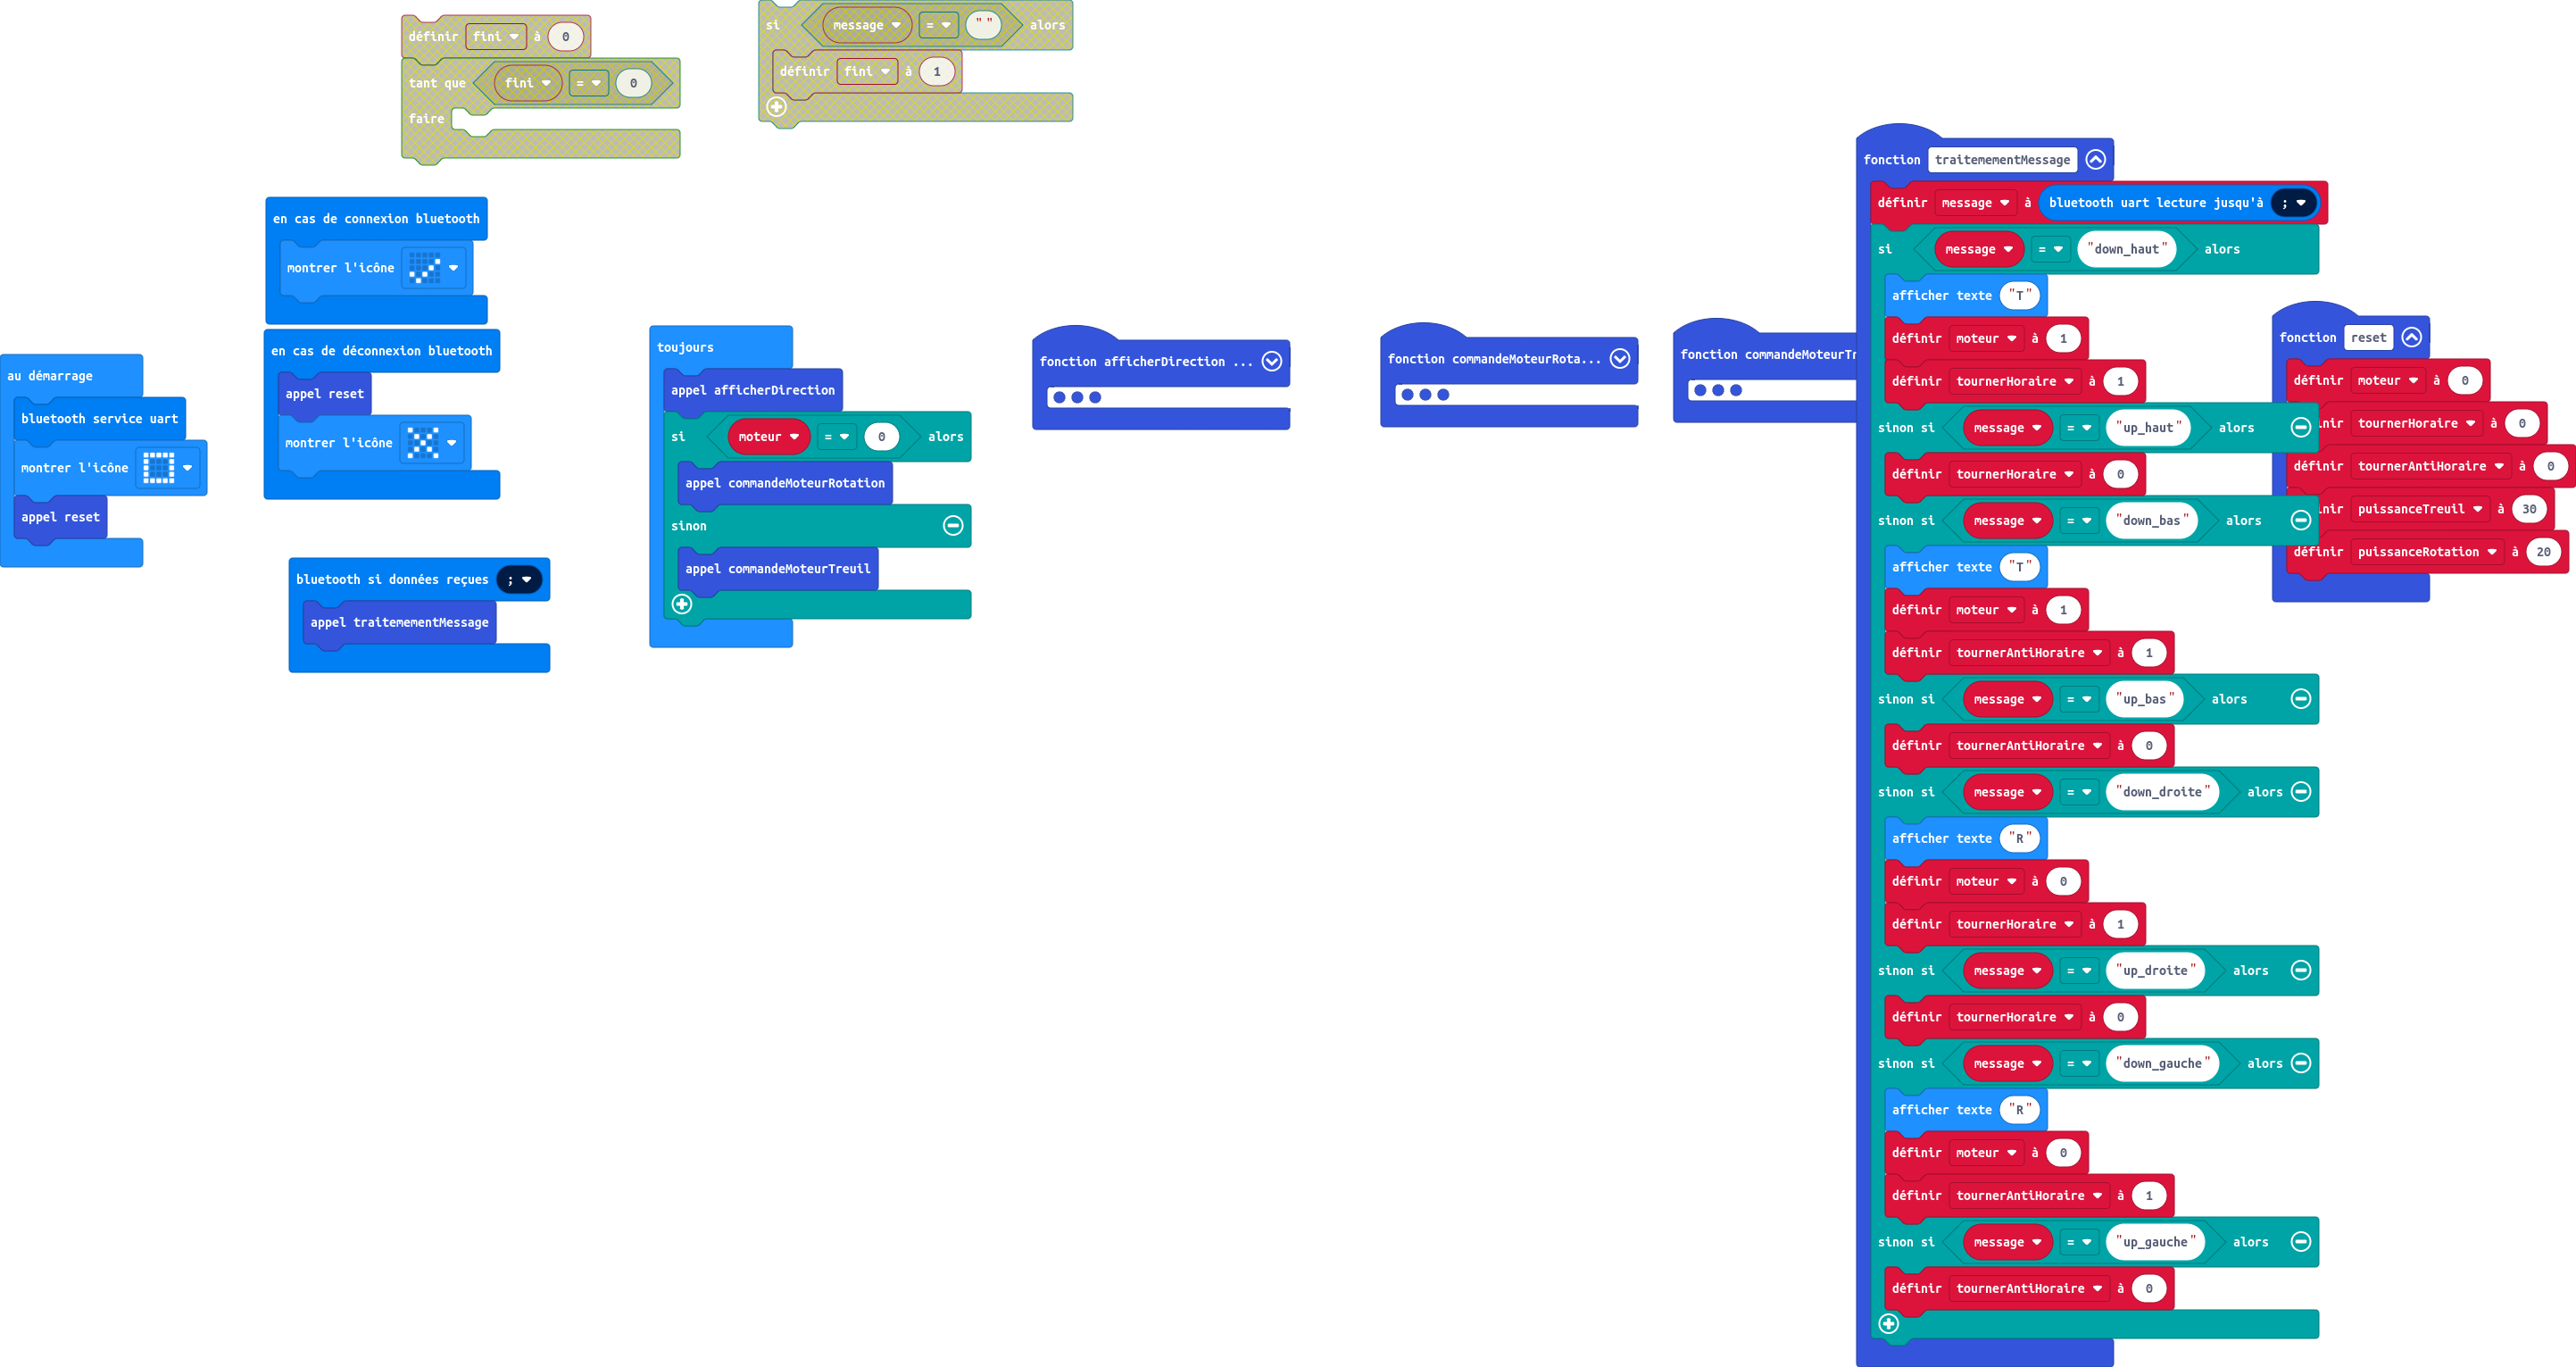 définir fini à 0
tant que fini = 0
faire
si message = "" alors
définir fini à 1
en cas de connexion bluetooth
montrer l'icône
en cas de déconnexion bluetooth
appel reset
montrer l'icône
au démarrage
bluetooth service uart
montrer l'icône
appel reset
bluetooth si données reçues ;
appel traitemementMessage
toujours
appel afficherDirection
si moteur = 0 alors
appel commandeMoteurRotation
sinon
appel commandeMoteurTreuil
fonction afficherDirection ...
fonction commandeMoteurRota...
fonction commandeMoteurTr
fonction traitemementMessage
définir message à bluetooth uart lecture jusqu'à ;
si message = "down_haut" alors
afficher texte "T"
définir moteur à 1
définir tournerHoraire à 1
sinon si message = "up_haut" alors
définir tournerHoraire à 0
sinon si message = "down_bas" alors
afficher texte "T"
définir moteur à 1
définir tournerAntiHoraire à 1
sinon si message = "up_bas" alors
définir tournerAntiHoraire à 0
sinon si message = "down_droite" alors
afficher texte "R"
définir moteur à 0
définir tournerHoraire à 1
sinon si message = "up_droite" alors
définir tournerHoraire à 0
sinon si message = "down_gauche" alors
afficher texte "R"
définir moteur à 0
définir tournerAntiHoraire à 1
sinon si message = "up_gauche" alors
définir tournerAntiHoraire à 0
fonction reset
définir moteur à 0
nir tournerHoraire à 0
définir tournerAntiHoraire à 0
nir puissanceTreuil à 30
définir puissanceRotation à 20